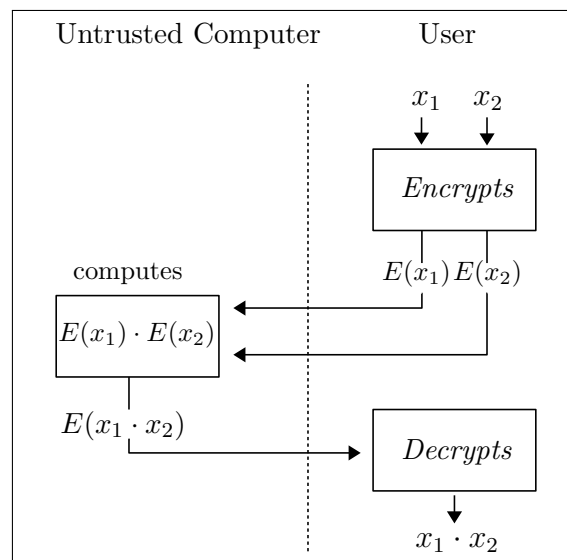 Untrusted Computer User
x₁ x₂
Encrypts
E(x₁) E(x₂)
computes
E(x₁) · E(x₂)
E(x₁ · x₂)
Decrypts
x₁ · x₂